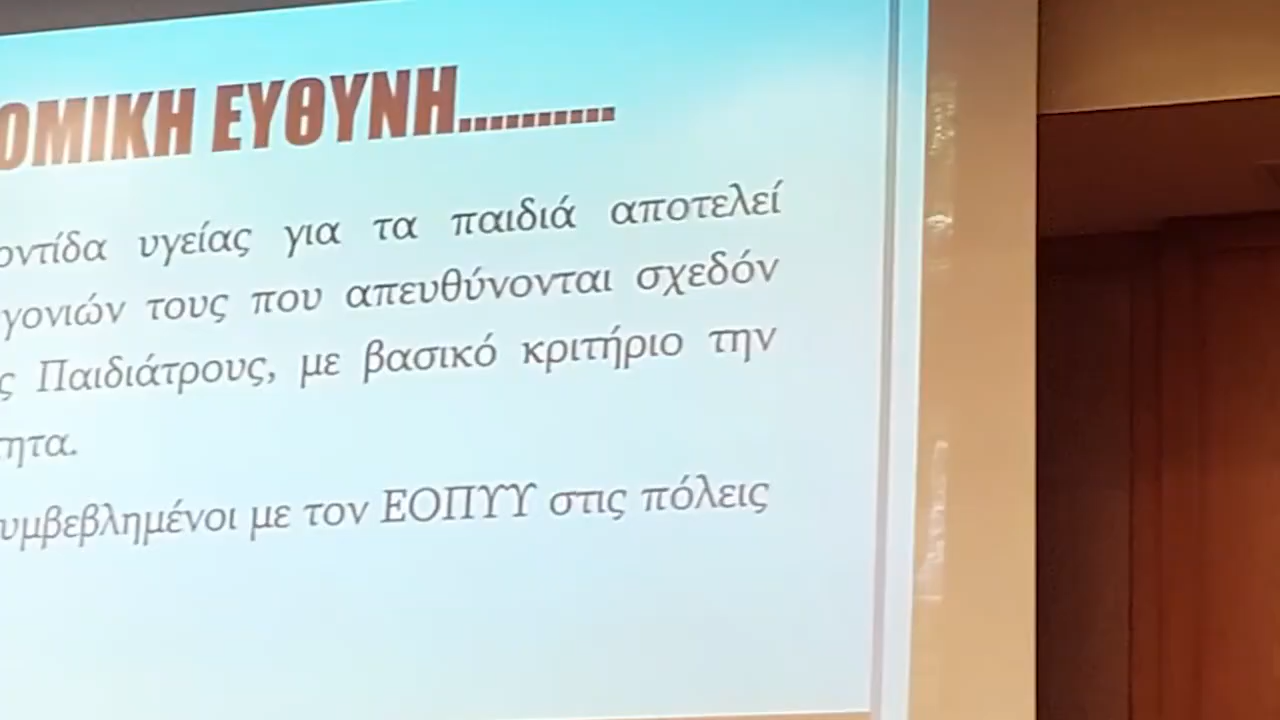 ΟΜΙΚΗ ΕΥΘΥΝΗ..........
οντίδα υγείας για τα παιδιά αποτελεί
γονιών τους που απευθύνονται σχεδόν
ς Παιδιάτρους, με βασικό κριτήριο την
τητα.
υμβεβλημένοι με τον ΕΟΠΥΥ στις πόλεις